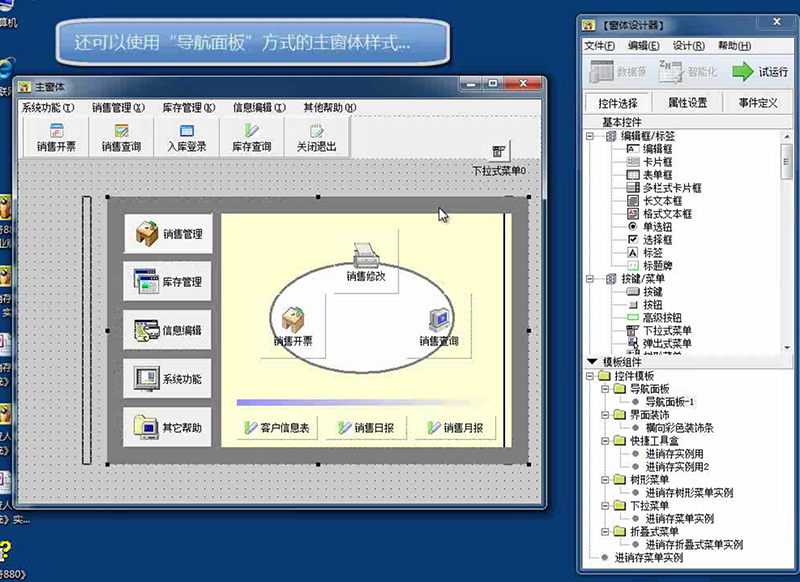 还可以使用“导航面板”方式的主窗体样式...
主窗体
系统功能(T) 销售管理(X) 库存管理(K) 信息编辑(I) 其他帮助(H)
销售开票 销售查询 入库登录 库存查询 关闭退出
下拉式菜单0
销售管理
库存管理
信息编辑
系统功能
其它帮助
销售修改
销售开票
销售查询
客户信息表 销售日报 销售月报
【窗体设计器】
文件(F) 编辑(E) 设计(R) 帮助(H)
数据源 智能化 试运行
控件选择 属性设置 事件定义
基本控件
编辑框/标签
编辑框
卡片框
表单框
多栏式卡片框
长文本框
格式文本框
单选钮
选择框
标签
标题牌
按键/菜单
按键
按钮
高级按钮
下拉式菜单
弹出式菜单
模板组件
控件模板
导航面板
导航面板-1
界面装饰
横向彩色装饰条
快捷工具盒
进销存实例用
进销存实例用2
树形菜单
进销存树形菜单实例
下拉菜单
进销存菜单实例
折叠式菜单
进销存折叠式菜单实例
进销存菜单实例